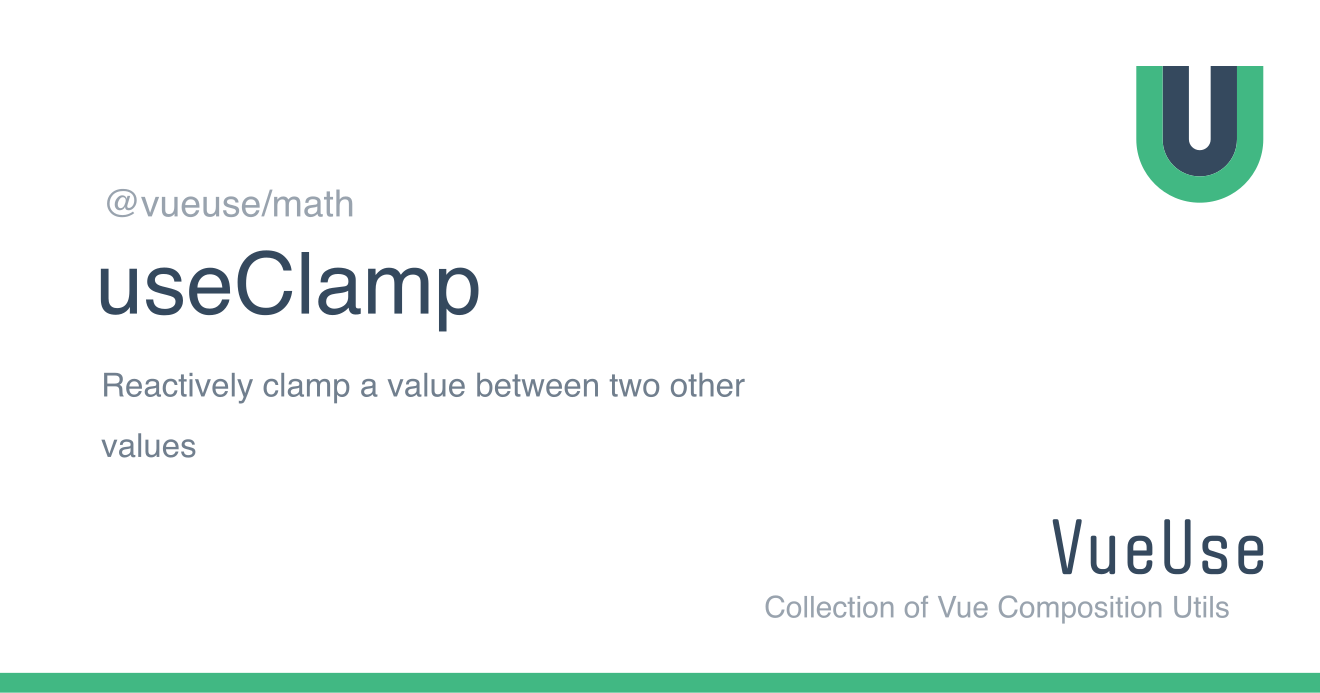 @vueuse/math
useClamp
Reactively clamp a value between two other
values
VueUse
Collection of Vue Composition Utils